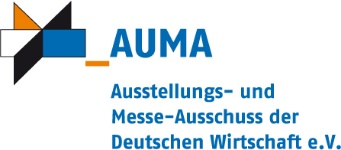 AUMA
Ausstellungs- und
Messe-Ausschuss der
Deutschen Wirtschaft e.V.